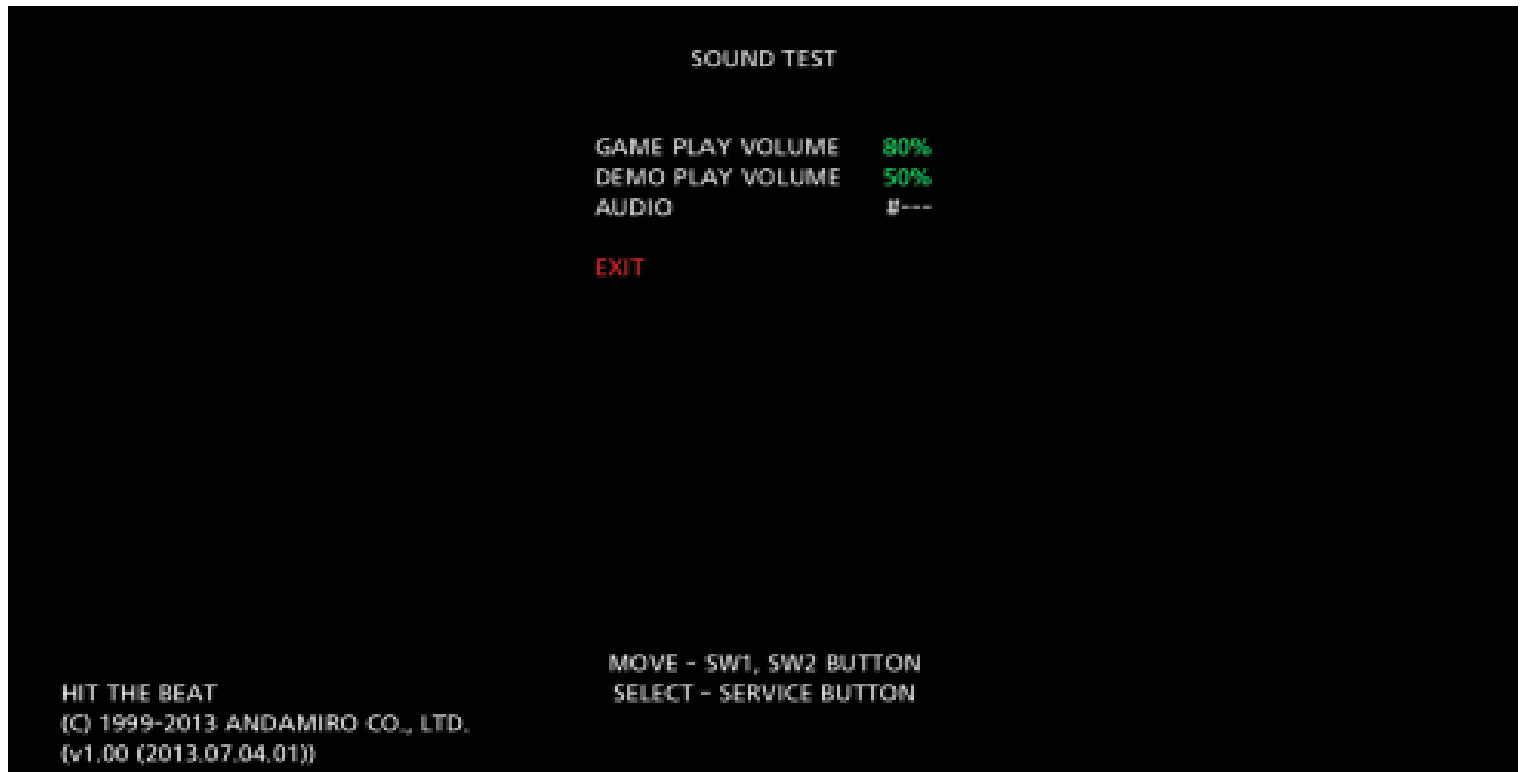 SOUND TEST
GAME PLAY VOLUME 80%
DEMO PLAY VOLUME 50%
AUDIO #---
EXIT
MOVE - SW1, SW2 BUTTON
SELECT - SERVICE BUTTON
HIT THE BEAT
(C) 1999-2013 ANDAMIRO CO., LTD.
(v1.00 (2013.07.04.01))